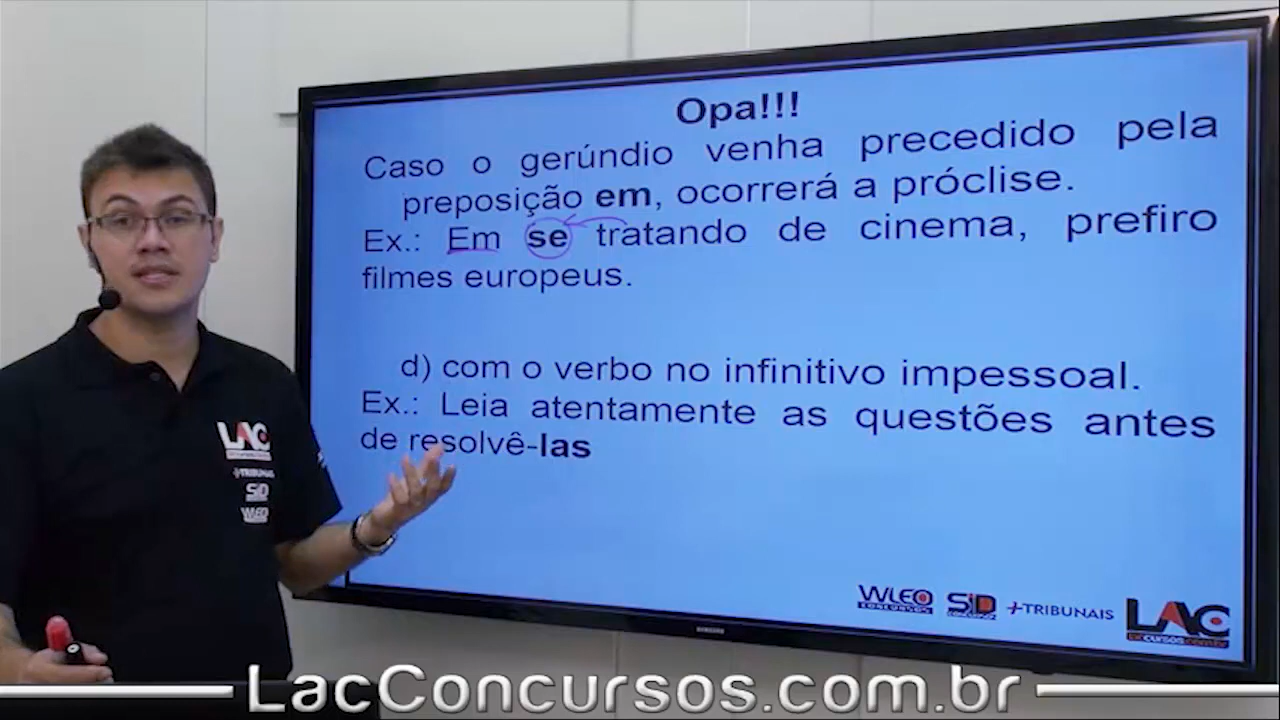 Opa!!!
Caso o gerúndio venha precedido pela
preposição em, ocorrerá a próclise.
Ex.: Em se tratando de cinema, prefiro
filmes europeus.
d) com o verbo no infinitivo impessoal.
Ex.: Leia atentamente as questões antes
de resolvê-las
LAC
+TRIBUNAIS
SID
WLEO
WLEO
CONCURSOS
SID
+TRIBUNAIS
LAC
SAMSUNG
LacConcursos.com.br